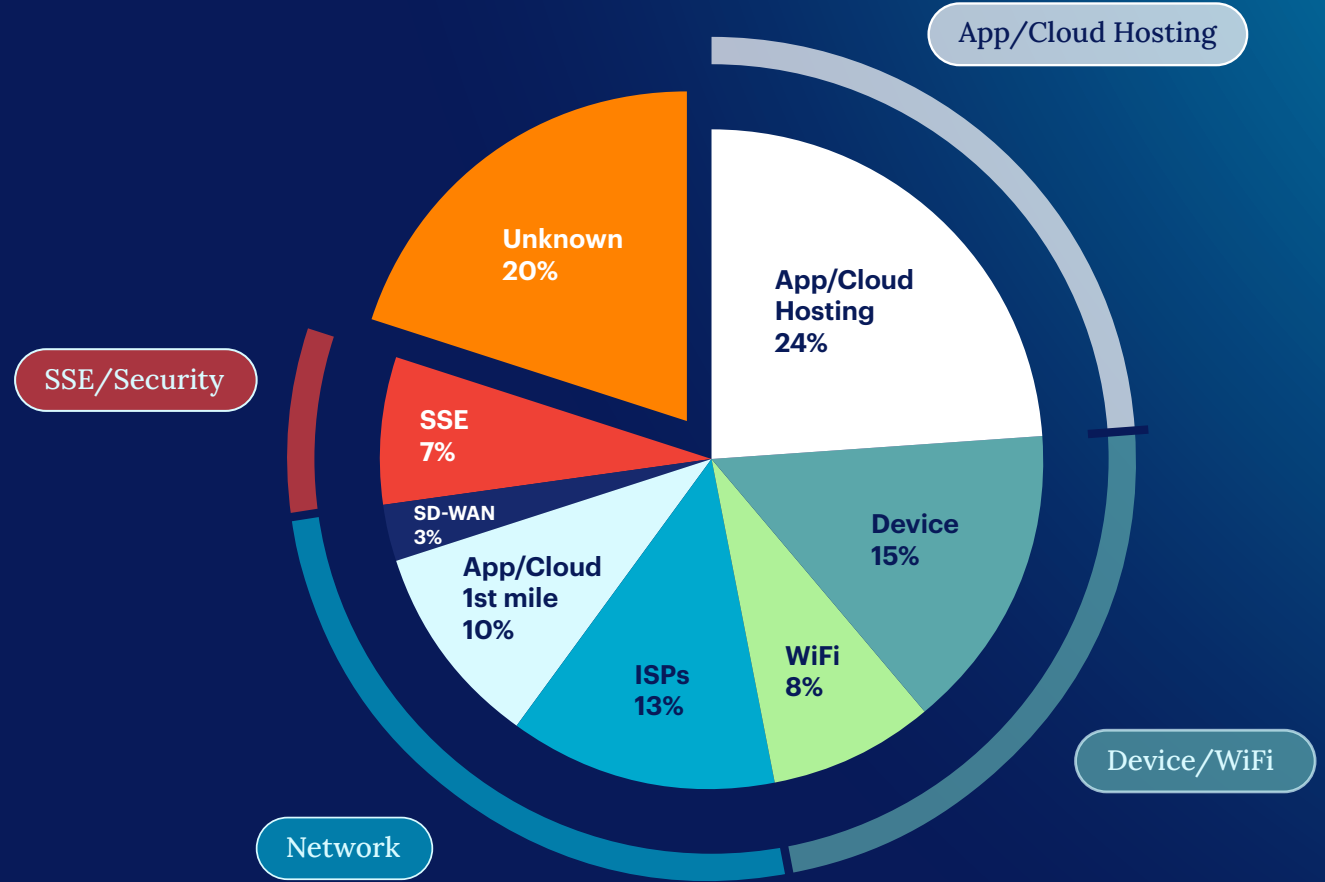 App/Cloud Hosting
Unknown
20%
App/Cloud
Hosting
24%
SSE/Security
SSE
7%
SD-WAN
3%
Device
15%
App/Cloud
1st mile
10%
WiFi
8%
ISPs
13%
Device/WiFi
Network